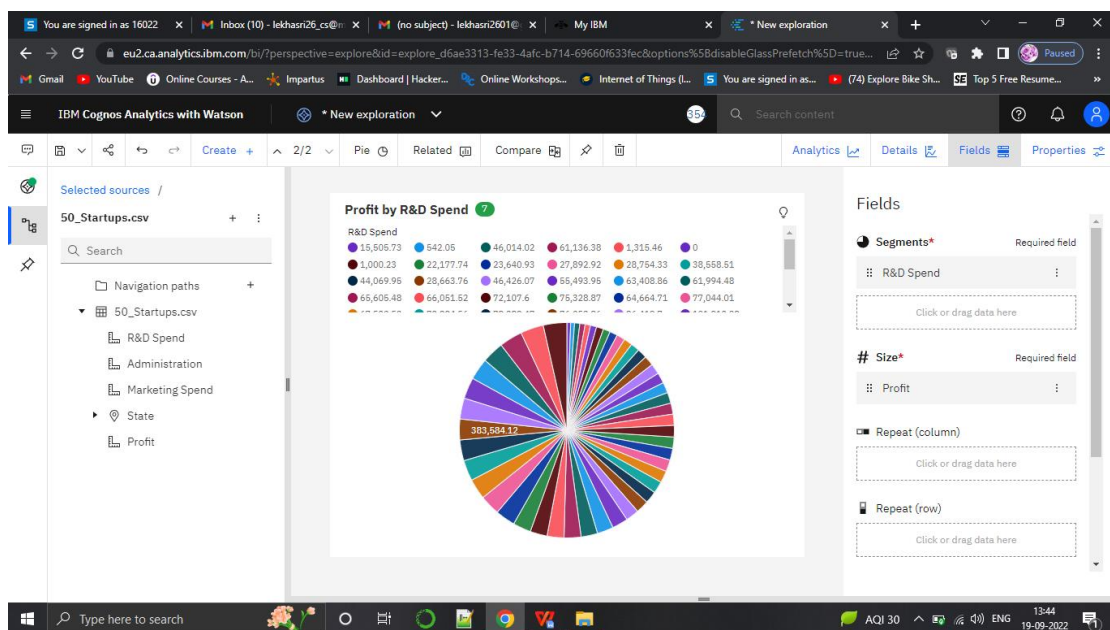 You are signed in as 16022
Inbox (10) - lekhasri26_cs@
(no subject) - lekhasri2601@
My IBM
* New exploration
eu2.ca.analytics.ibm.com/bi/?perspective=explore&id=explore_d6ae3313-fe33-4afc-b714-69660f633fec&options%5BdisableGlassPrefetch%5D=true...
Paused
Gmail YouTube Online Courses - A... Impartus Dashboard | Hacker... Online Workshops... Internet of Things (I... You are signed in as... (74) Explore Bike Sh... Top 5 Free Resume...
IBM Cognos Analytics with Watson
* New exploration
354
Search content
Create + 2/2 Pie Related Compare
Analytics Details Fields Properties
Selected sources /
50_Startups.csv
Search
Navigation paths
50_Startups.csv
R&D Spend
Administration
Marketing Spend
State
Profit
Profit by R&D Spend 7
R&D Spend
15,505.73 542.05 46,014.02 61,136.38 1,315.46 0
1,000.23 22,177.74 23,640.93 27,892.92 28,754.33 38,558.51
44,069.95 28,663.76 46,426.07 55,493.95 63,408.86 61,994.48
65,605.48 66,051.52 72,107.6 75,328.87 64,664.71 77,044.01
383,584.12
Fields
Segments* Required field
R&D Spend
Click or drag data here
# Size* Required field
Profit
Repeat (column)
Click or drag data here
Repeat (row)
Click or drag data here
Type here to search
AQI 30
ENG
13:44
19-09-2022